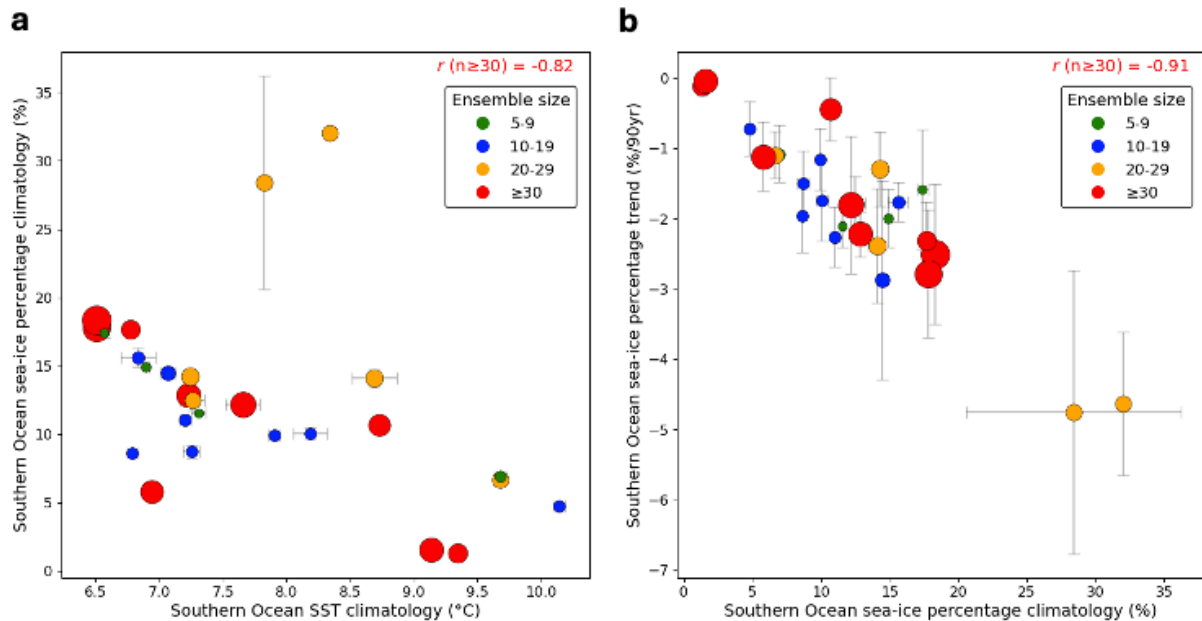 a
r (n≥30) = -0.82
Ensemble size
5-9
10-19
20-29
≥30
Southern Ocean sea-ice percentage climatology (%)
35
30
25
20
15
10
5
0
6.5 7.0 7.5 8.0 8.5 9.0 9.5 10.0
Southern Ocean SST climatology (°C)
b
r (n≥30) = -0.91
Ensemble size
5-9
10-19
20-29
≥30
Southern Ocean sea-ice percentage trend (%/90yr)
0
−1
−2
−3
−4
−5
−6
−7
0 5 10 15 20 25 30 35
Southern Ocean sea-ice percentage climatology (%)